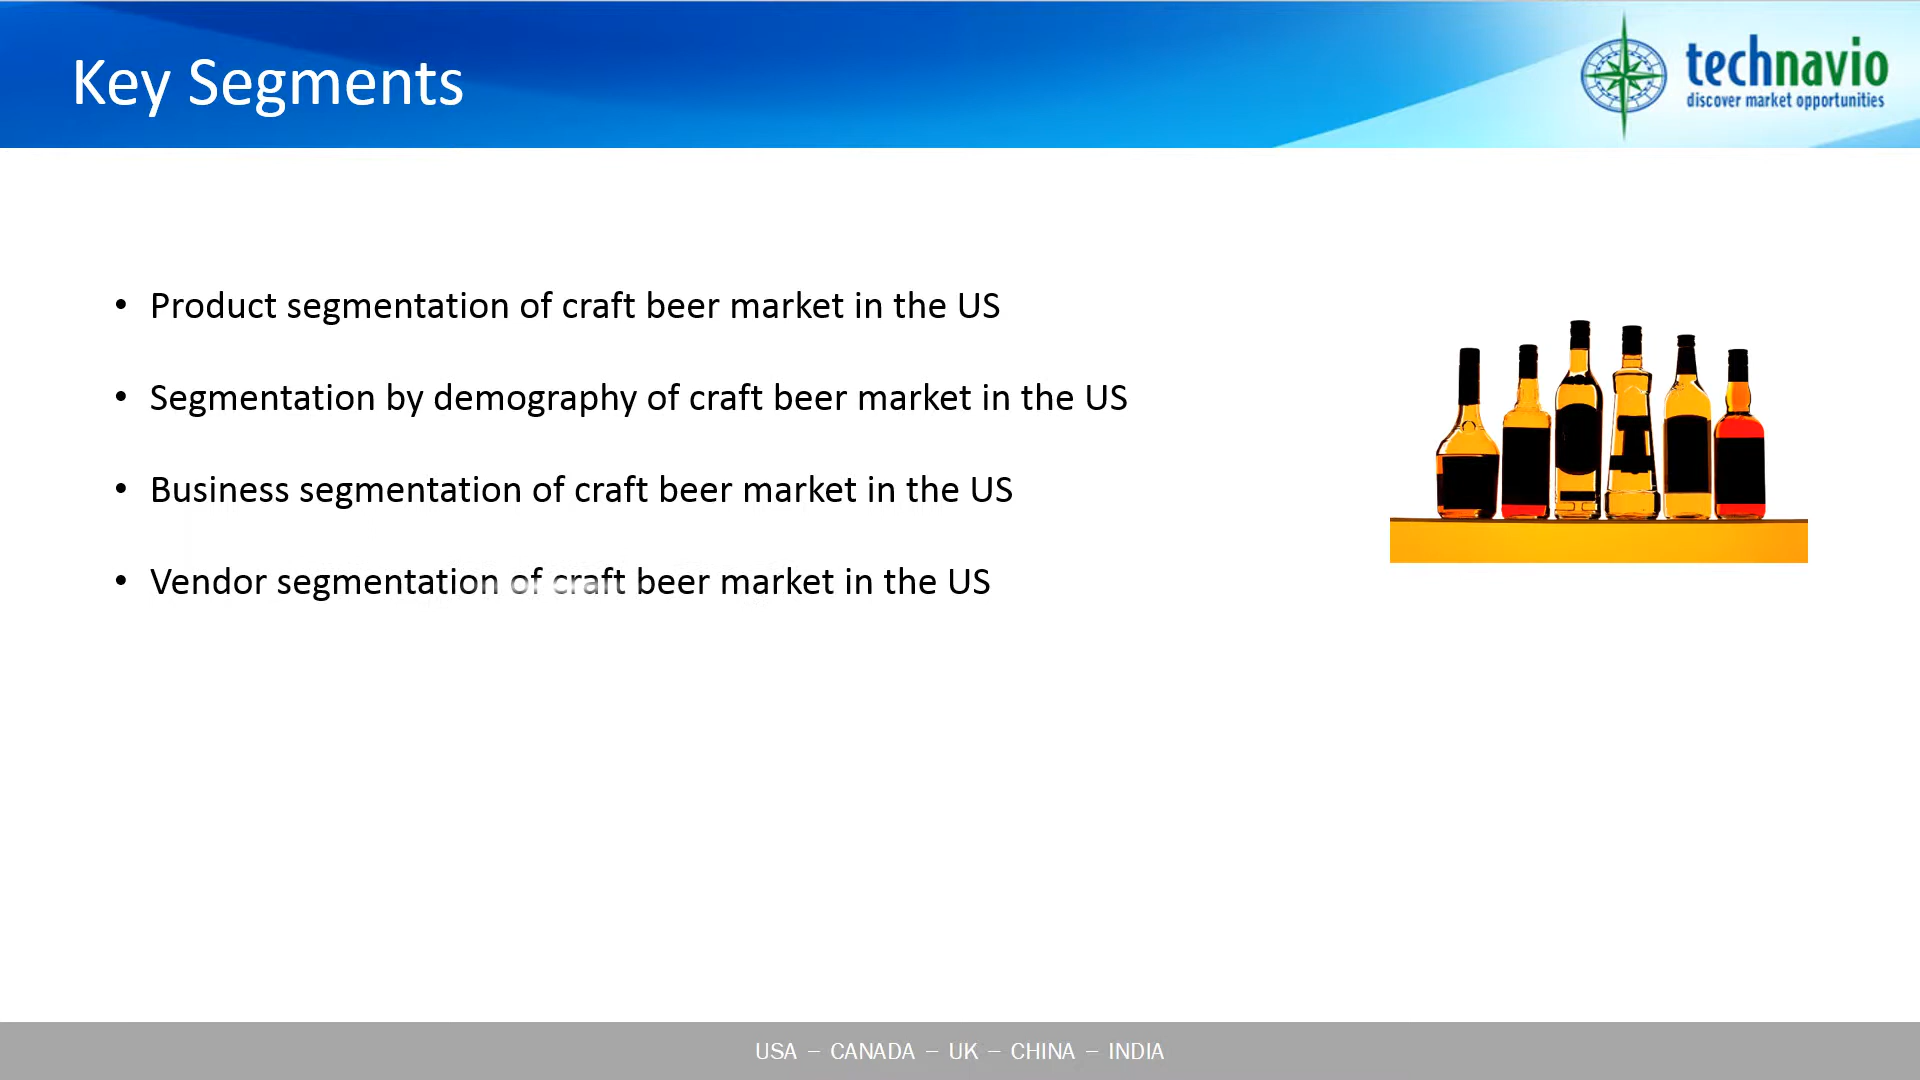 Key Segments
technavio
discover market opportunities
• Product segmentation of craft beer market in the US
• Segmentation by demography of craft beer market in the US
• Business segmentation of craft beer market in the US
• Vendor segmentation of craft beer market in the US
USA – CANADA – UK – CHINA – INDIA